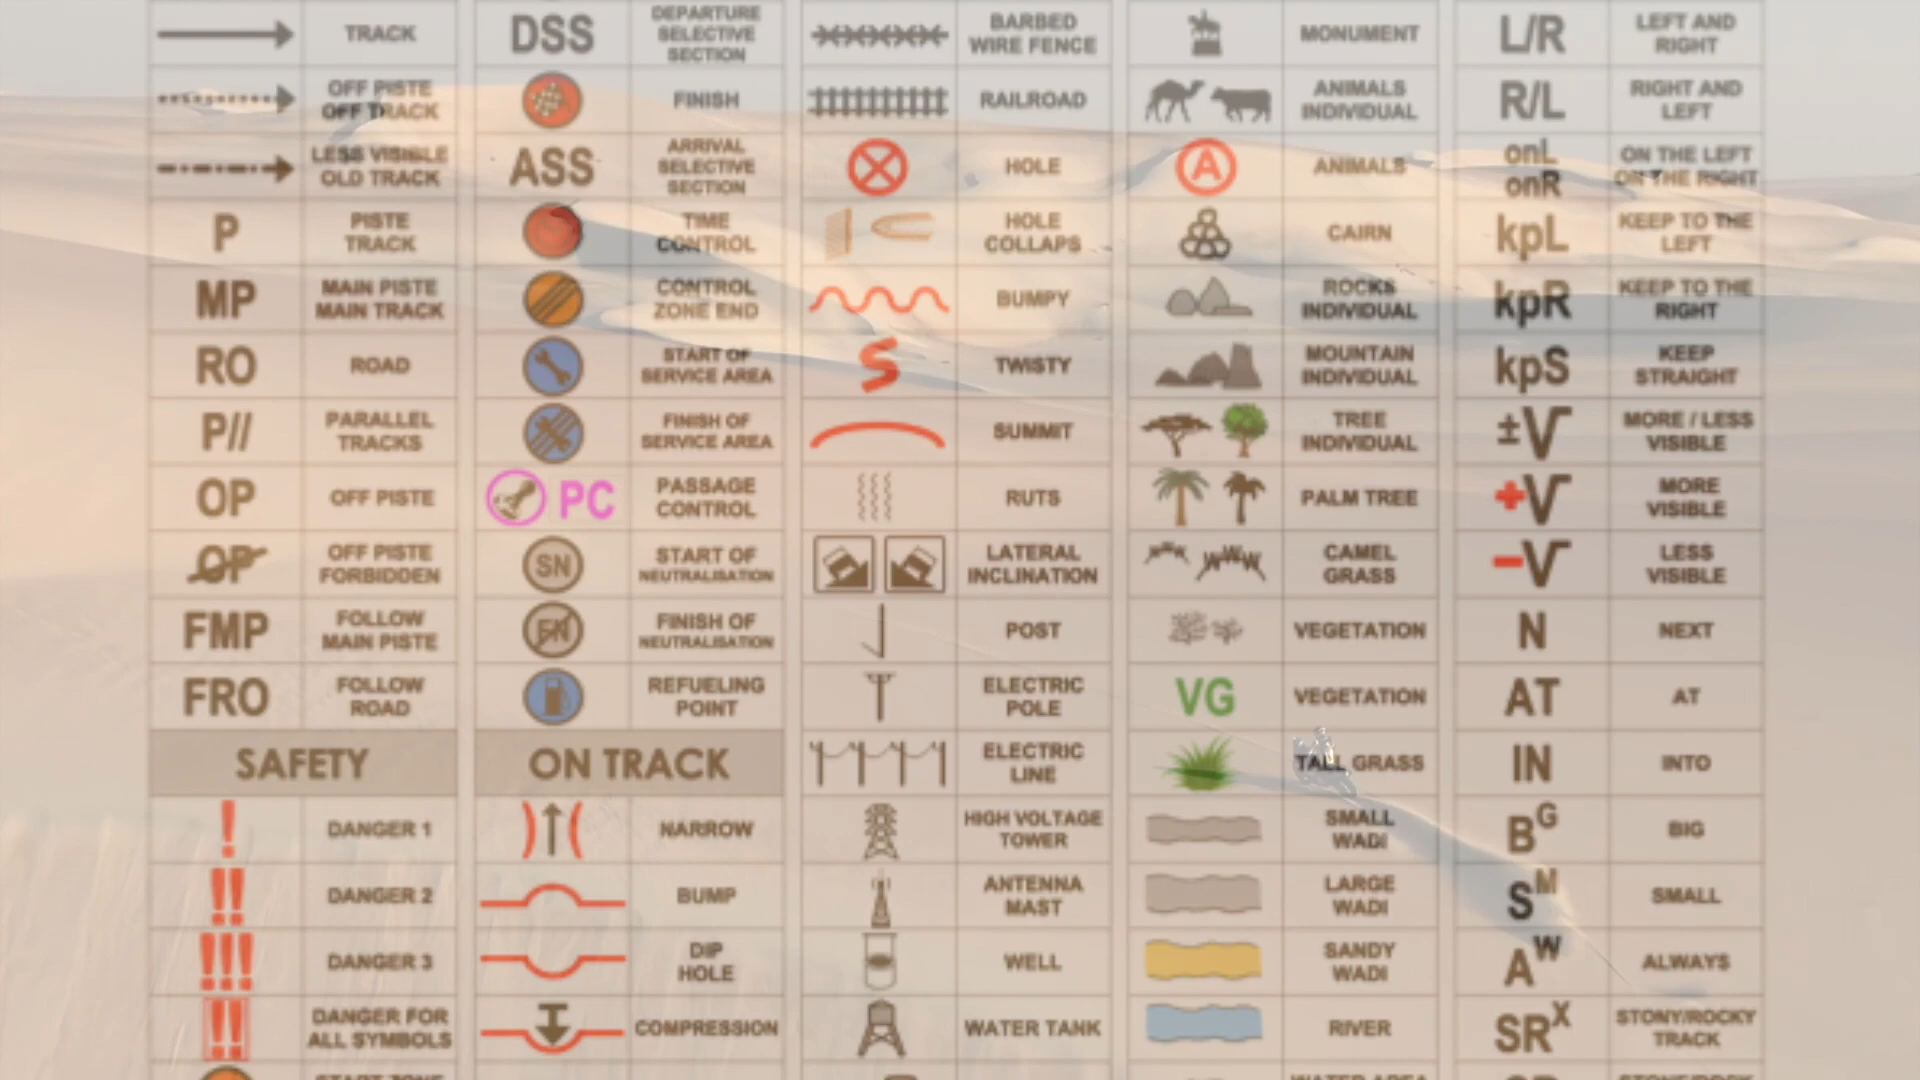 TRACK
OFF PISTE
OFF TRACK
LESS VISIBLE
OLD TRACK
P
PISTE
TRACK
MP
MAIN PISTE
MAIN TRACK
RO
ROAD
P//
PARALLEL
TRACKS
OP
OFF PISTE
OP
OFF PISTE
FORBIDDEN
FMP
FOLLOW
MAIN PISTE
FRO
FOLLOW
ROAD
SAFETY
!
DANGER 1
!!
DANGER 2
!!!
DANGER 3
!!
DANGER FOR
ALL SYMBOLS
START ZONE
DSS
DEPARTURE
SELECTIVE
SECTION
FINISH
ASS
ARRIVAL
SELECTIVE
SECTION
TIME
CONTROL
CONTROL
ZONE END
START OF
SERVICE AREA
FINISH OF
SERVICE AREA
PC
PASSAGE
CONTROL
SN
START OF
NEUTRALISATION
FN
FINISH OF
NEUTRALISATION
REFUELING
POINT
ON TRACK
NARROW
BUMP
DIP
HOLE
COMPRESSION
BARBED
WIRE FENCE
RAILROAD
HOLE
HOLE
COLLAPS
BUMPY
TWISTY
SUMMIT
RUTS
LATERAL
INCLINATION
POST
ELECTRIC
POLE
ELECTRIC
LINE
HIGH VOLTAGE
TOWER
ANTENNA
MAST
WELL
WATER TANK
MONUMENT
ANIMALS
INDIVIDUAL
A
ANIMALS
CAIRN
ROCKS
INDIVIDUAL
MOUNTAIN
INDIVIDUAL
TREE
INDIVIDUAL
PALM TREE
CAMEL
GRASS
VEGETATION
VG
VEGETATION
TALL GRASS
SMALL
WADI
LARGE
WADI
SANDY
WADI
RIVER
WATER AREA
L/R
LEFT AND
RIGHT
R/L
RIGHT AND
LEFT
onL
onR
ON THE LEFT
ON THE RIGHT
kpL
KEEP TO THE
LEFT
kpR
KEEP TO THE
RIGHT
kpS
KEEP
STRAIGHT
±V
MORE / LESS
VISIBLE
+V
MORE
VISIBLE
-V
LESS
VISIBLE
N
NEXT
AT
AT
IN
INTO
BG
BIG
SM
SMALL
AW
ALWAYS
SRX
STONY/ROCKY
TRACK